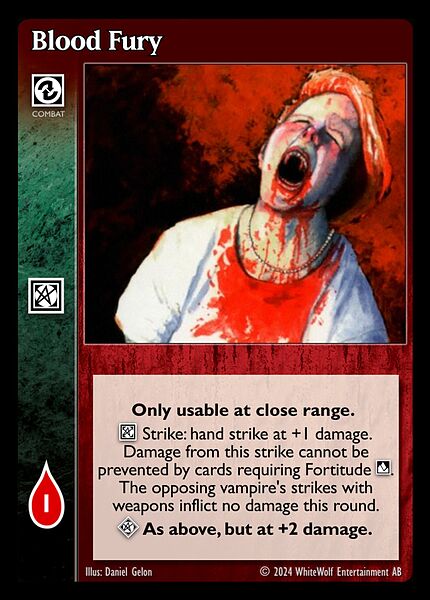 Blood Fury
COMBAT
Only usable at close range.
Strike: hand strike at +1 damage.
Damage from this strike cannot be
prevented by cards requiring Fortitude .
The opposing vampire's strikes with
weapons inflict no damage this round.
As above, but at +2 damage.
1
Illus: Daniel Gelon
© 2024 WhiteWolf Entertainment AB